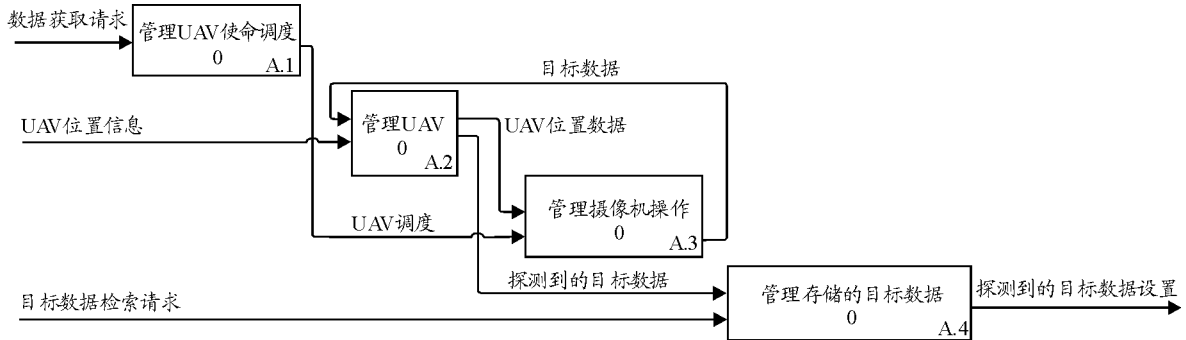 数据获取请求
管理UAV使命调度
0
A.1
目标数据
UAV位置信息
管理UAV
0
A.2
UAV位置数据
UAV调度
管理摄像机操作
0
A.3
探测到的目标数据
目标数据检索请求
管理存储的目标数据
0
A.4
探测到的目标数据设置